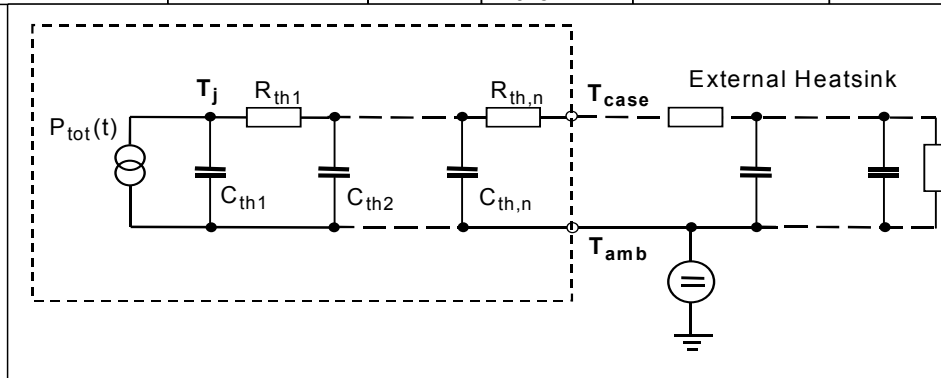 External Heatsink
T_j
R_th1
R_th,n
T_case
P_tot(t)
C_th1
C_th2
C_th,n
T_amb